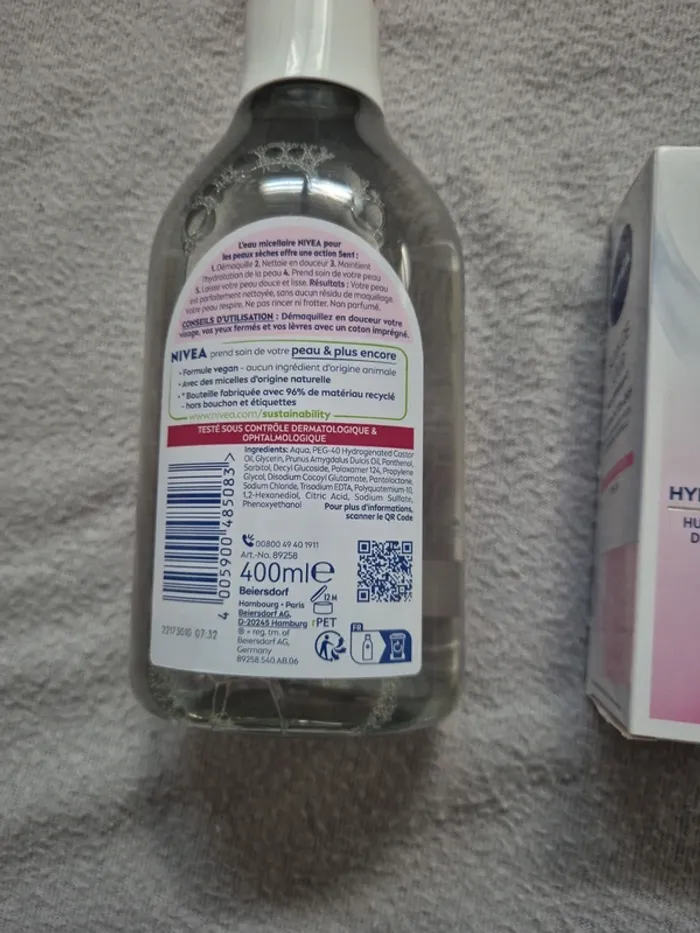 L'eau micellaire NIVEA pour
les peaux sèches offre une action 5en1 :
1. Démaquille 2. Nettoie en douceur 3. Maintient
l'hydratation de la peau 4. Prend soin de votre peau
5. Laisse votre peau douce et lisse. Résultats : Votre peau
est parfaitement nettoyée, sans aucun résidu de maquillage.
Votre peau respire. Ne pas rincer ni frotter. Non parfumé.
CONSEILS D'UTILISATION : Démaquillez en douceur votre
visage, vos yeux fermés et vos lèvres avec un coton imprégné.
NIVEA prend soin de votre peau & plus encore
• Formule vegan - aucun ingrédient d'origine animale
• Avec des micelles d'origine naturelle
• *Bouteille fabriquée avec 96% de matériau recyclé
- hors bouchon et étiquettes
www.nivea.com/sustainability
TESTÉ SOUS CONTRÔLE DERMATOLOGIQUE &
OPHTALMOLOGIQUE
Ingredients: Aqua, PEG-40 Hydrogenated Castor
Oil, Glycerin, Prunus Amygdalus Dulcis Oil, Panthenol,
Sorbitol, Decyl Glucoside, Poloxamer 124, Propylene
Glycol, Disodium Cocoyl Glutamate, Pantolactone,
Sodium Chloride, Trisodium EDTA, Polyquaternium-10,
1,2-Hexanediol, Citric Acid, Sodium Sulfate,
Phenoxyethanol
Pour plus d'informations,
scanner le QR Code
4 005900 485083 >
00800 49 40 1911
Art.-No. 89258
400ml e
Beiersdorf
12 M
Hambourg • Paris
Beiersdorf AG,
D-20245 Hamburg
rPET
® = reg. tm. of
Beiersdorf AG,
Germany
89258.540.AB.06
FR
22173010 07:32
HY
HU
D